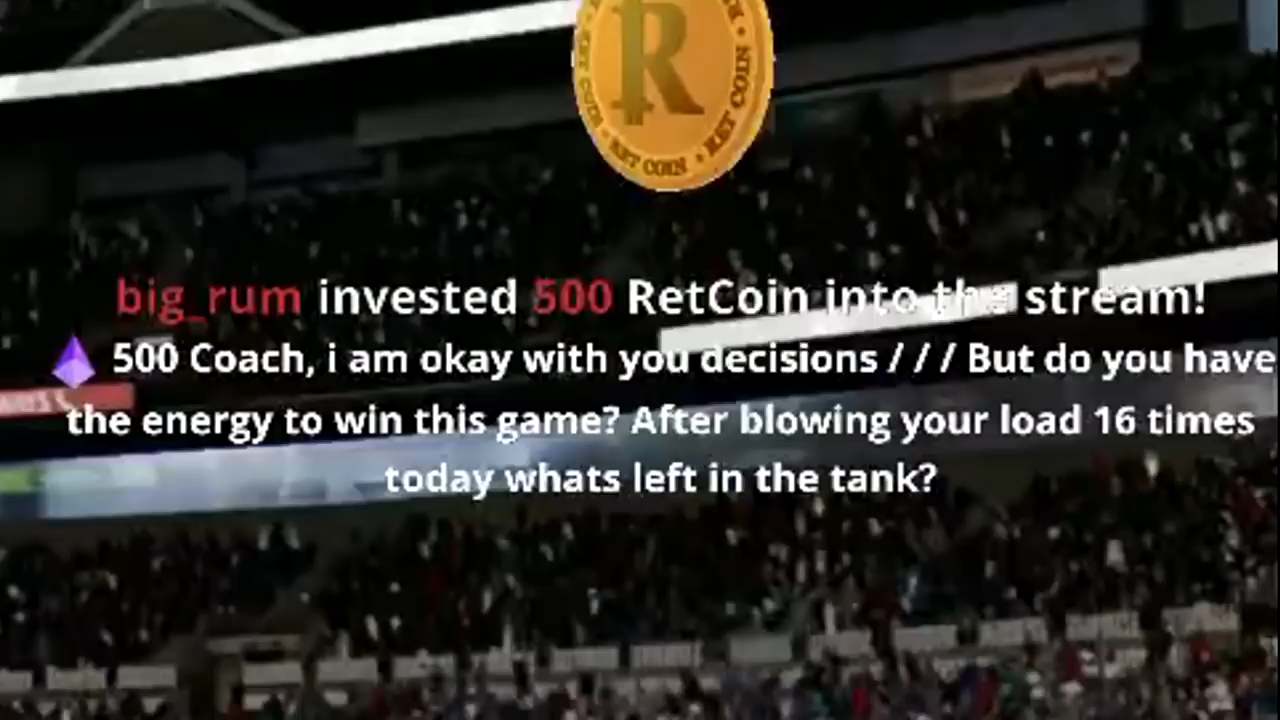 R
RET COIN • RET COIN
big_rum invested 500 RetCoin into the stream!
500 Coach, i am okay with you decisions / / / But do you have
the energy to win this game? After blowing your load 16 times
today whats left in the tank?